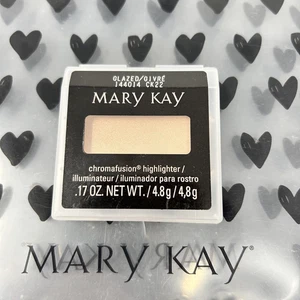 GLAZED/GIVRÉ
144014 CK22
MARY KAY
chromafusion® highlighter /
illuminateur / iluminador para rostro
.17 OZ. NET WT. / 4.8g / 4,8g
MARY KAY®